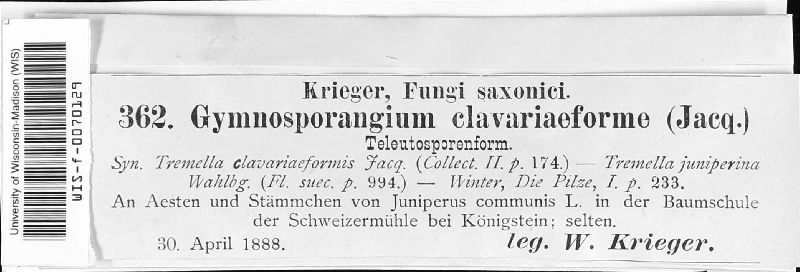 University of Wisconsin-Madison (WIS)
WIS-f-0070129
Krieger, Fungi saxonici.
362. Gymnosporangium clavariaeforme (Jacq.)
Teleutosporenform.
Syn. Tremella clavariaeformis Jacq. (Collect. II. p. 174.) — Tremella juniperina
Wahlbg. (Fl. suec. p. 994.) — Winter, Die Pilze, I. p. 233.
An Aesten und Stämmchen von Juniperus communis L. in der Baumschule
der Schweizermühle bei Königstein; selten.
30. April 1888. leg. W. Krieger.